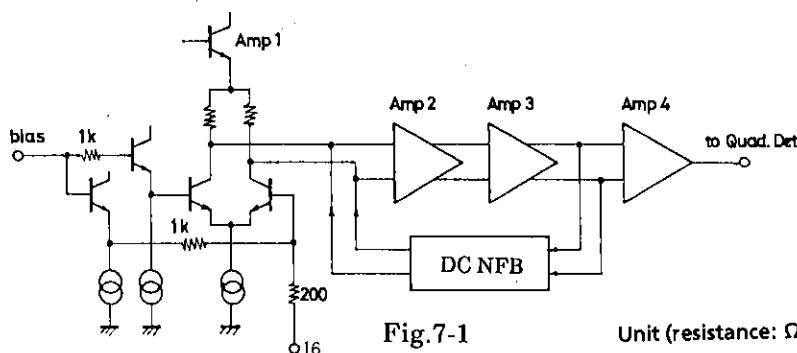 Amp 1
Amp 2
Amp 3
Amp 4
bias
1k
to Quad. Det
1k
DC NFB
200
16
Fig.7-1
Unit (resistance: Ω